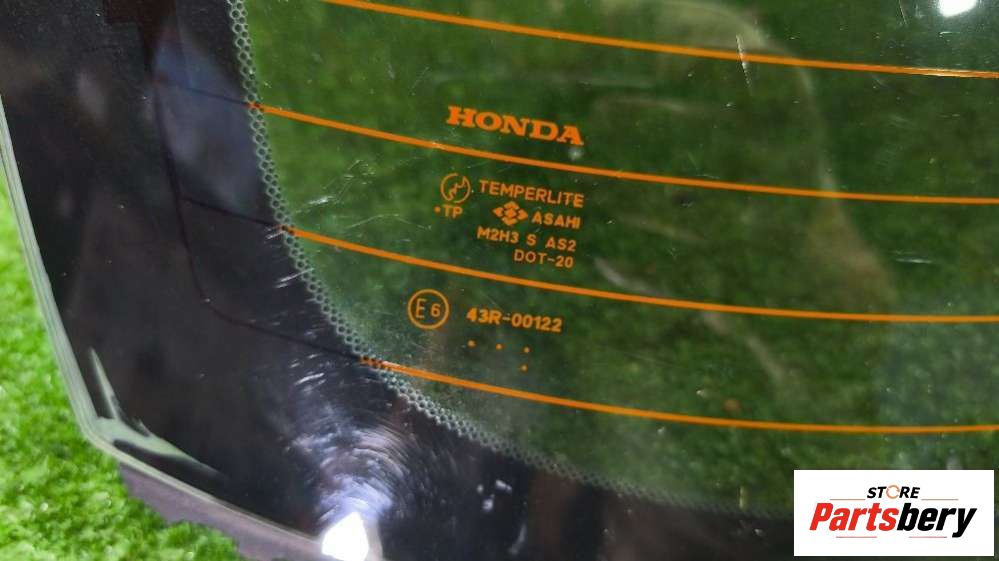 HONDA
TEMPERLITE
•TP ASAHI
M2H3 S AS2
DOT-20
E6 43R-00122
STORE
Partsbery